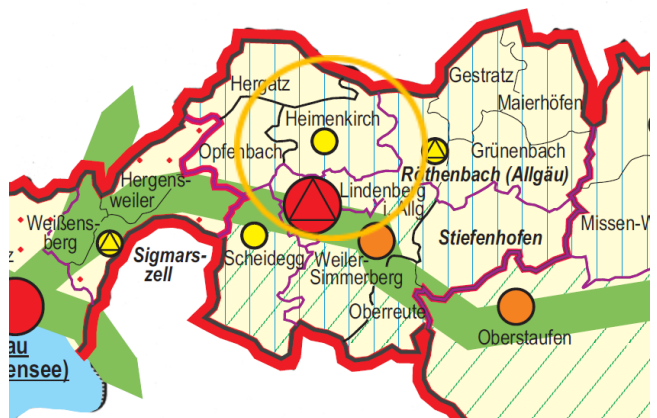 Hergatz
Gestratz
Maierhöfen
Heimenkirch
Opfenbach
Grünenbach
Röthenbach (Allgäu)
Hergens-
weiler
Lindenberg
i. Allg.
Weißens-
berg
Missen-W
Stiefenhofen
Sigmars-
zell
Scheidegg
Weiler-
Simmerberg
Oberreute
Oberstaufen
au
ensee)